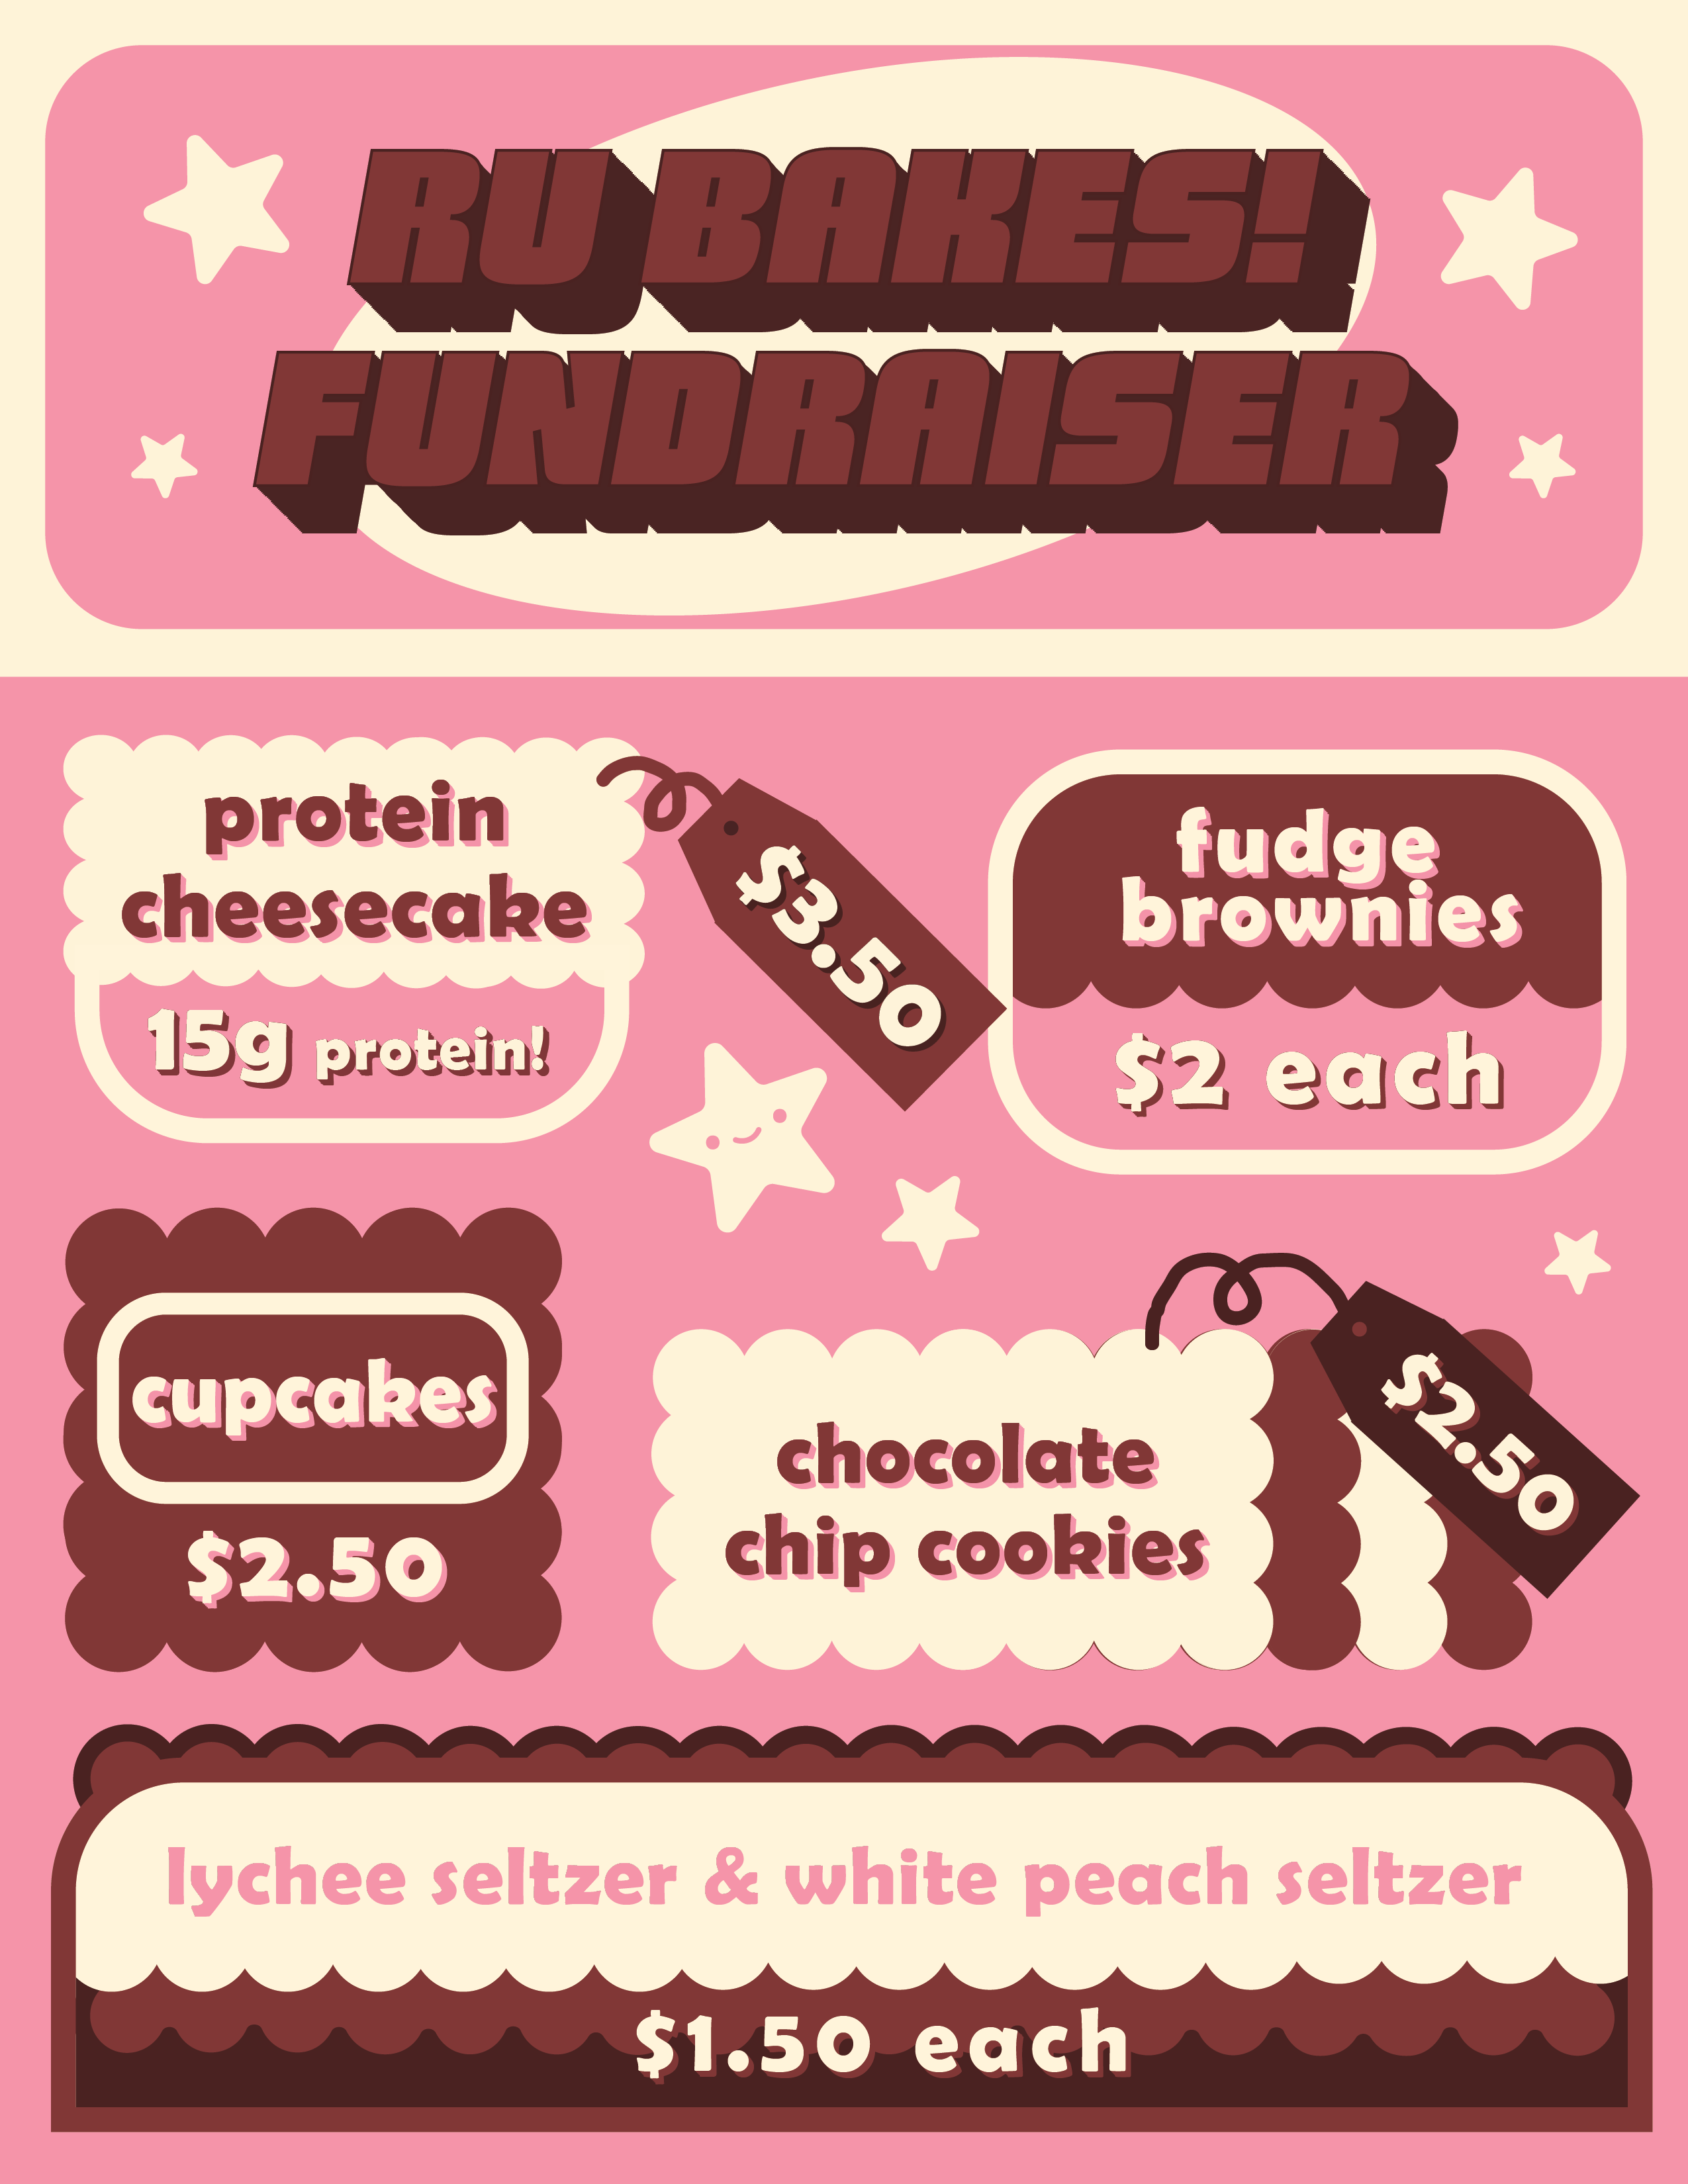 RU BAKES!
FUNDRAISER
protein
cheesecake
15g protein!
$3.50
fudge
brownies
$2 each
cupcakes
$2.50
chocolate
chip cookies
$2.50
lychee seltzer & white peach seltzer
$1.50 each